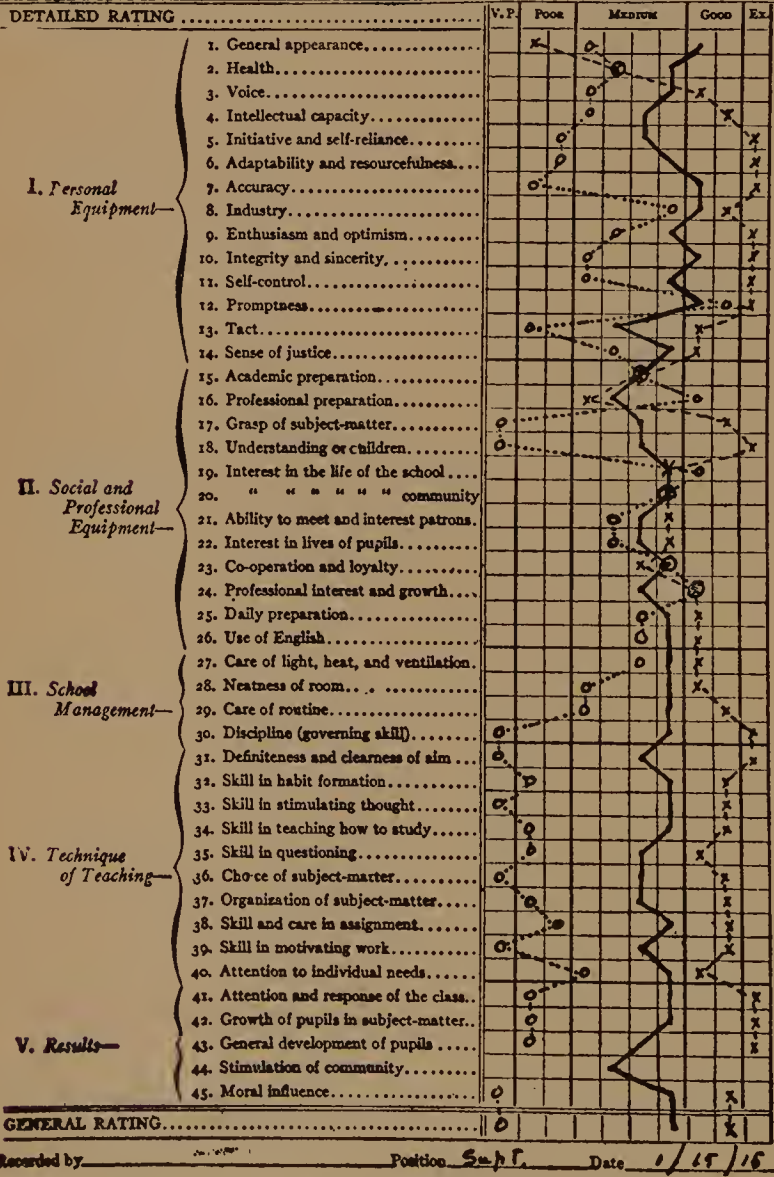 DETAILED RATING V. P. POOR MEDIUM GOOD EX.
I. Personal Equipment—
1. General appearance
2. Health
3. Voice
4. Intellectual capacity
5. Initiative and self-reliance
6. Adaptability and resourcefulness
7. Accuracy
8. Industry
9. Enthusiasm and optimism
10. Integrity and sincerity
11. Self-control
12. Promptness
13. Tact
14. Sense of justice
II. Social and Professional Equipment—
15. Academic preparation
16. Professional preparation
17. Grasp of subject-matter
18. Understanding or children
19. Interest in the life of the school
20. " " " " " " community
21. Ability to meet and interest patrons.
22. Interest in lives of pupils
23. Co-operation and loyalty
24. Professional interest and growth
25. Daily preparation
26. Use of English
III. School Management—
27. Care of light, heat, and ventilation.
28. Neatness of room
29. Care of routine
30. Discipline (governing skill)
IV. Technique of Teaching—
31. Definiteness and clearness of aim
32. Skill in habit formation
33. Skill in stimulating thought
34. Skill in teaching how to study
35. Skill in questioning
36. Cho ce of subject-matter
37. Organization of subject-matter
38. Skill and care in assignment
39. Skill in motivating work
40. Attention to individual needs
V. Results—
41. Attention and response of the class
42. Growth of pupils in subject-matter
43. General development of pupils
44. Stimulation of community
45. Moral influence
GENERAL RATING
Recorded by Position Supt. Date 1/15/15